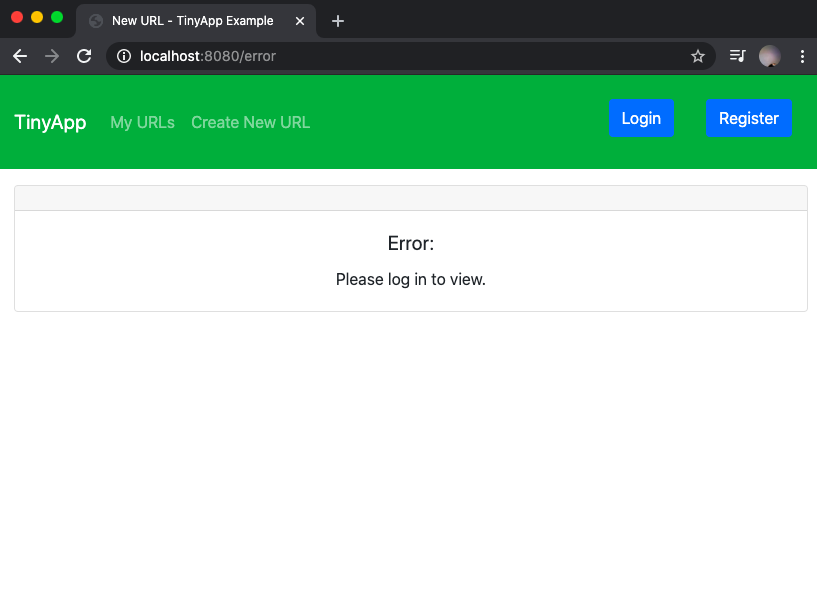 New URL - TinyApp Example
localhost:8080/error
TinyApp My URLs Create New URL Login Register
Error:
Please log in to view.